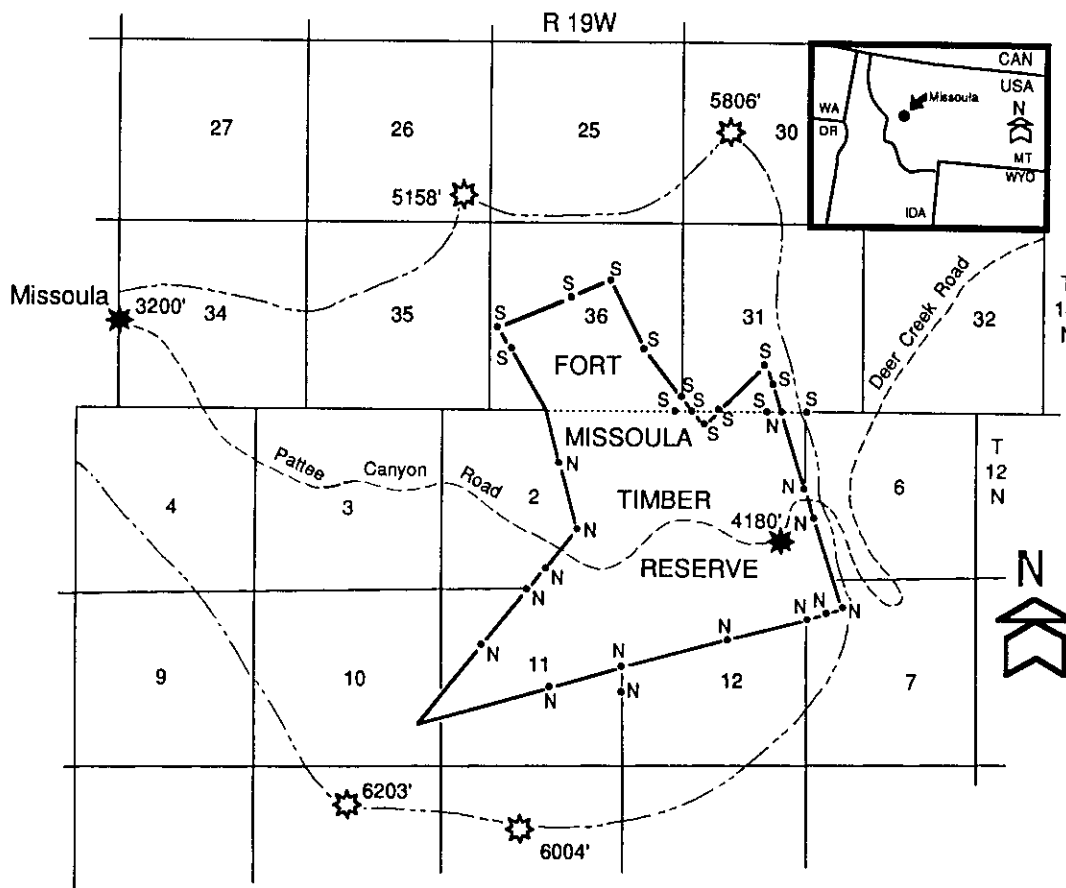 R 19W
CAN
USA
Missoula
N
WA
DR
MT
WYO
IDA
27
26
25
5806'
30
5158'
Missoula
3200'
34
35
S
S
S
36
31
32
Deer Creek Road
T
N
S
S
FORT
S
S
S
S
S
S
S
S
S
N
MISSOULA
T
12
N
4
Pattee Canyon Road
3
2
N
N
TIMBER
N
6
N
4180'
RESERVE
N
N
N
N
N
N
N
N
N
N
N
9
10
11
12
7
6203'
6004'